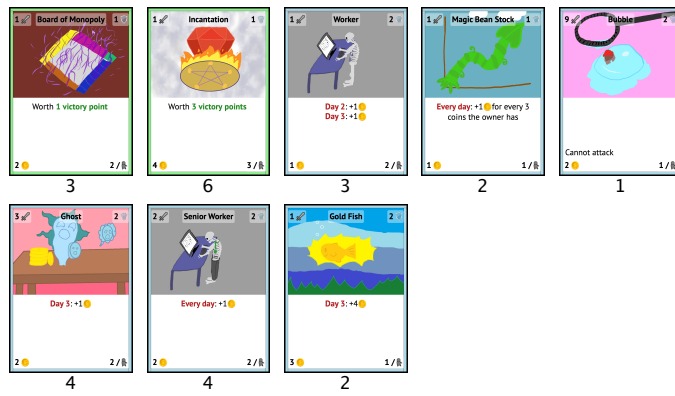 1 Board of Monopoly 1
Worth 1 victory point
2 2 /
3
1 Incantation 1
Worth 3 victory points
4 3 /
6
1 Worker 2
Day 2: +1
Day 3: +1
1 2 /
3
1 Magic Bean Stock 1
Every day: +1 for every 3
coins the owner has
1 1 /
2
9 Bubble 2
Cannot attack
2 1 /
1
3 Ghost 2
Day 3: +1
2 2 /
4
2 Senior Worker 2
Every day: +1
2 2 /
4
1 Gold Fish 2
Day 3: +4
3 1 /
2